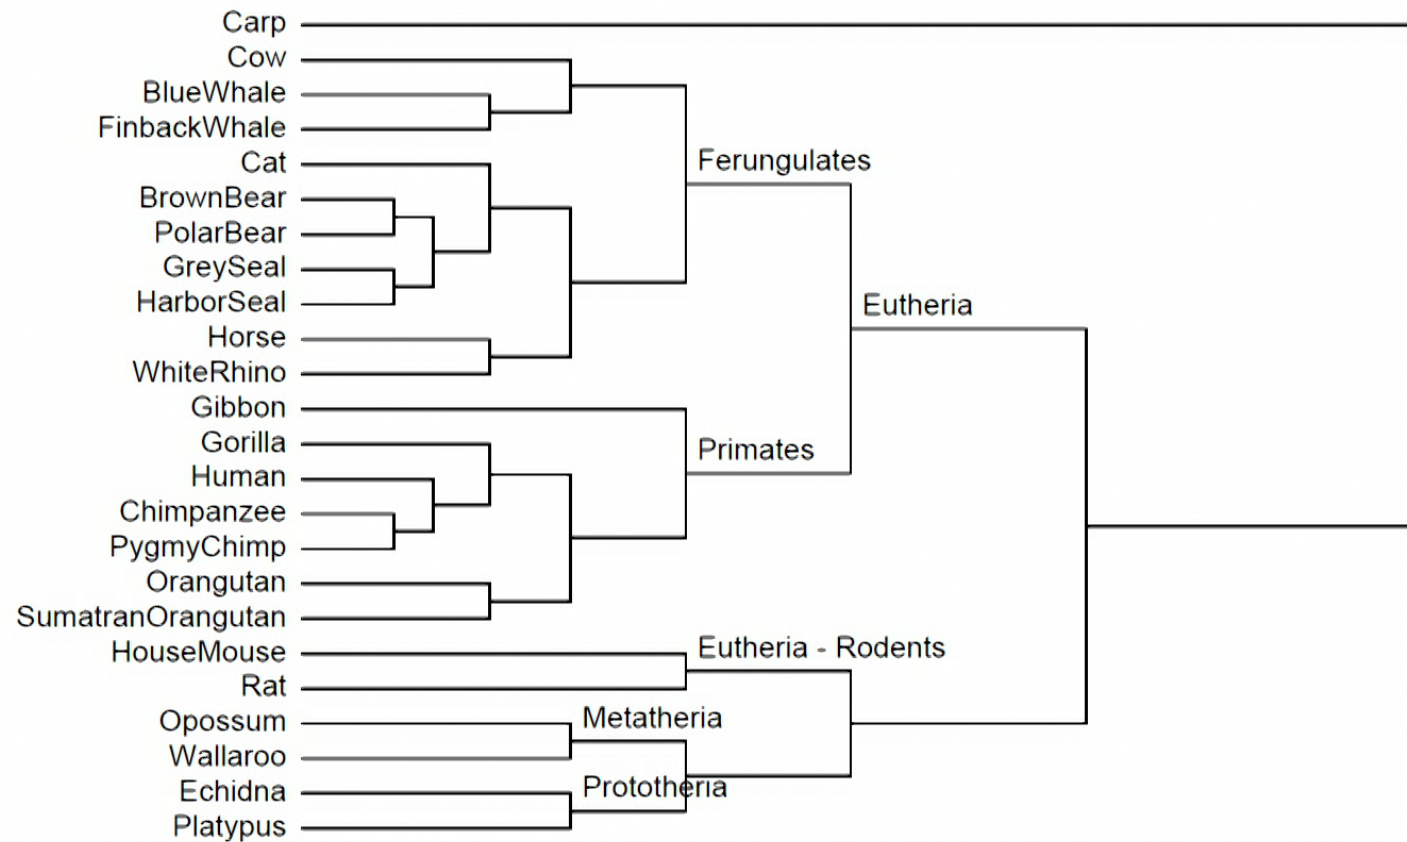 Carp
Cow
BlueWhale
FinbackWhale
Cat
Ferungulates
BrownBear
PolarBear
GreySeal
HarborSeal
Eutheria
Horse
WhiteRhino
Gibbon
Gorilla
Primates
Human
Chimpanzee
PygmyChimp
Orangutan
SumatranOrangutan
HouseMouse
Eutheria - Rodents
Rat
Opossum
Metatheria
Wallaroo
Echidna
Prototheria
Platypus